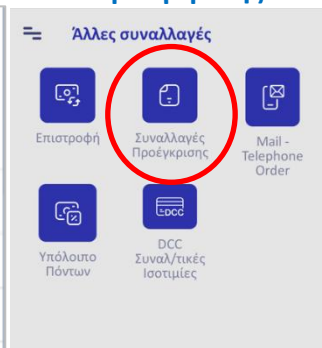 Άλλες συναλλαγές
Επιστροφή
Συναλλαγές
Προέγκρισης
Mail -
Telephone
Order
Υπόλοιπο
Πόντων
DCC
DCC
Συναλ/τικές
Ισοτιμίες